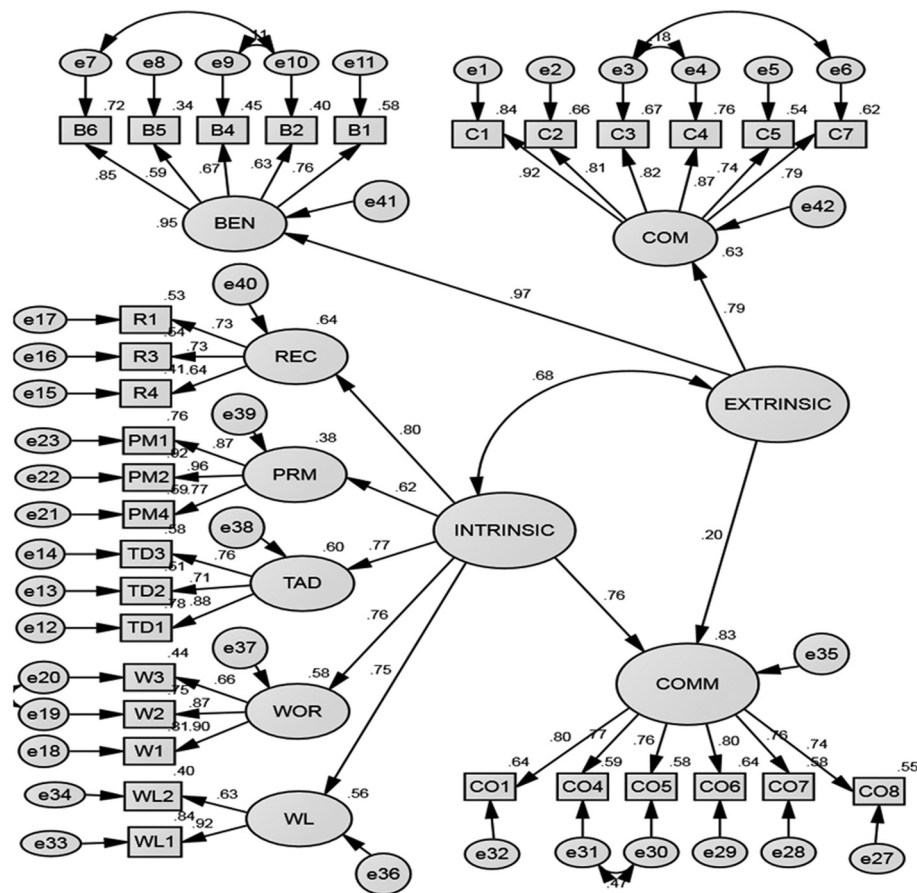 e7 e8 e9 .11 e10 e11
.72 .34 .45 .40 .58
B6 B5 B4 B2 B1
.85 .59 .67 .63 .76
e41
.95 BEN
e1 e2 e3 .18 e4 e5 e6
.84 .66 .67 .76 .54 .62
C1 C2 C3 C4 C5 C7
.92 .81 .82 .87 .74 .79
e42
COM
.63
.97
.79
e40
e17 R1 .53 .73
.64
REC
e16 R3 .54 .73
e15 R4 .41 .64
.68
EXTRINSIC
e39
e23 PM1 .76 .87
.38
PRM
e22 PM2 .92 .96
e21 PM4 .59 .77
.80
.62
INTRINSIC
e38
e14 TD3 .58 .76
.60
TAD
e13 TD2 .51 .71
e12 TD1 .78 .88
.77
.20
.76
.76
.75
e37
e20 W3 .44 .66
.58
WOR
e19 W2 .75 .87
e18 W1 .81 .90
.83
e35
COMM
.40
e34 WL2 .63
.56
WL
e33 WL1 .84 .92
e36
.80 .77 .76 .80 .76 .74
.64 .59 .58 .64 .58 .55
CO1 CO4 CO5 CO6 CO7 CO8
e32 e31 e30 e29 e28 e27
.47